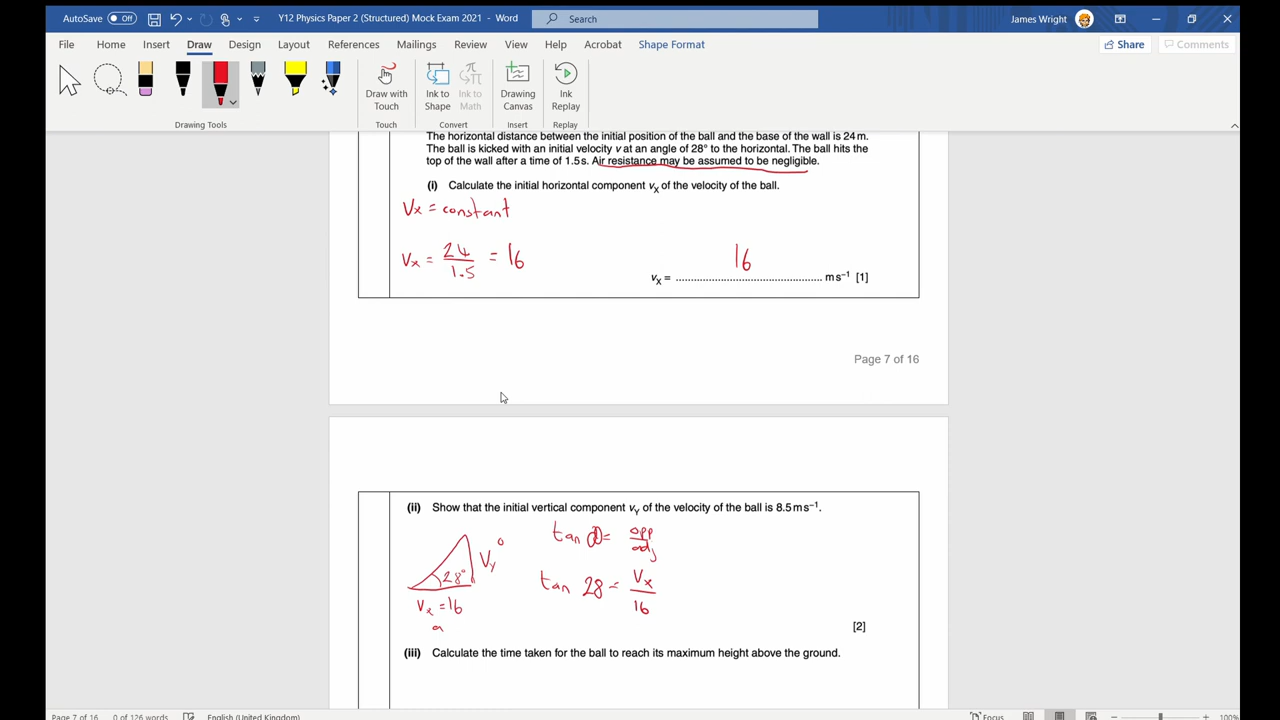 AutoSave Off Y12 Physics Paper 2 (Structured) Mock Exam 2021 - Word Search James Wright
File Home Insert Draw Design Layout References Mailings Review View Help Acrobat Shape Format Share Comments
Draw with Touch Ink to Shape Ink to Math Drawing Canvas Ink Replay
Drawing Tools Touch Convert Insert Replay
The horizontal distance between the initial position of the ball and the base of the wall is 24 m.
The ball is kicked with an initial velocity v at an angle of 28° to the horizontal. The ball hits the
top of the wall after a time of 1.5 s. Air resistance may be assumed to be negligible.
(i) Calculate the initial horizontal component vX of the velocity of the ball.
Vx = constant
Vx = 24/1.5 = 16
16
vX = ................................................ m s⁻¹ [1]
Page 7 of 16
(ii) Show that the initial vertical component vY of the velocity of the ball is 8.5 m s⁻¹.
tan = opp/adj
Vy o
28°
tan 28 = Vx/16
Vx = 16
a
[2]
(iii) Calculate the time taken for the ball to reach its maximum height above the ground.
Page 7 of 16 0 of 126 words English (United Kingdom) Focus 100%